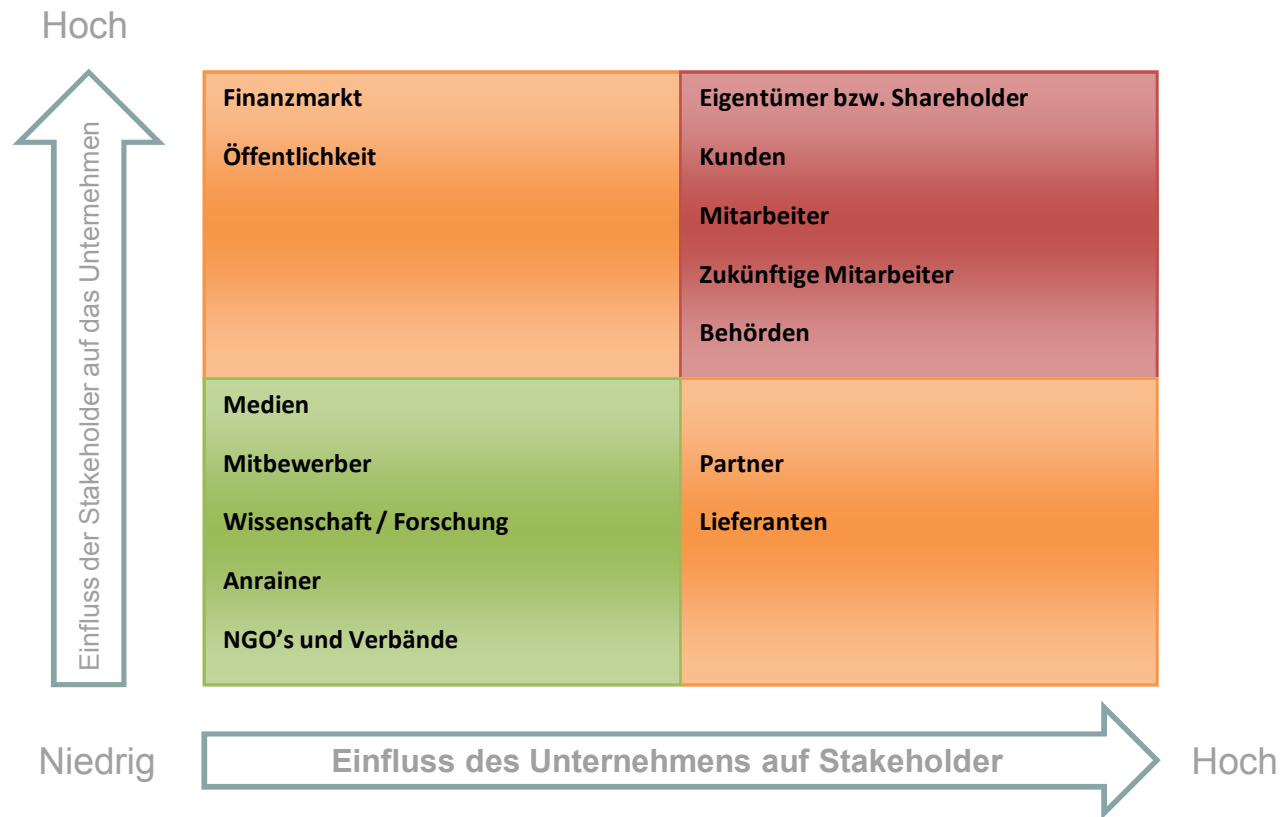 Hoch
Einfluss der Stakeholder auf das Unternehmen
Finanzmarkt
Öffentlichkeit
Eigentümer bzw. Shareholder
Kunden
Mitarbeiter
Zukünftige Mitarbeiter
Behörden
Medien
Mitbewerber
Wissenschaft / Forschung
Anrainer
NGO’s und Verbände
Partner
Lieferanten
Niedrig
Einfluss des Unternehmens auf Stakeholder
Hoch